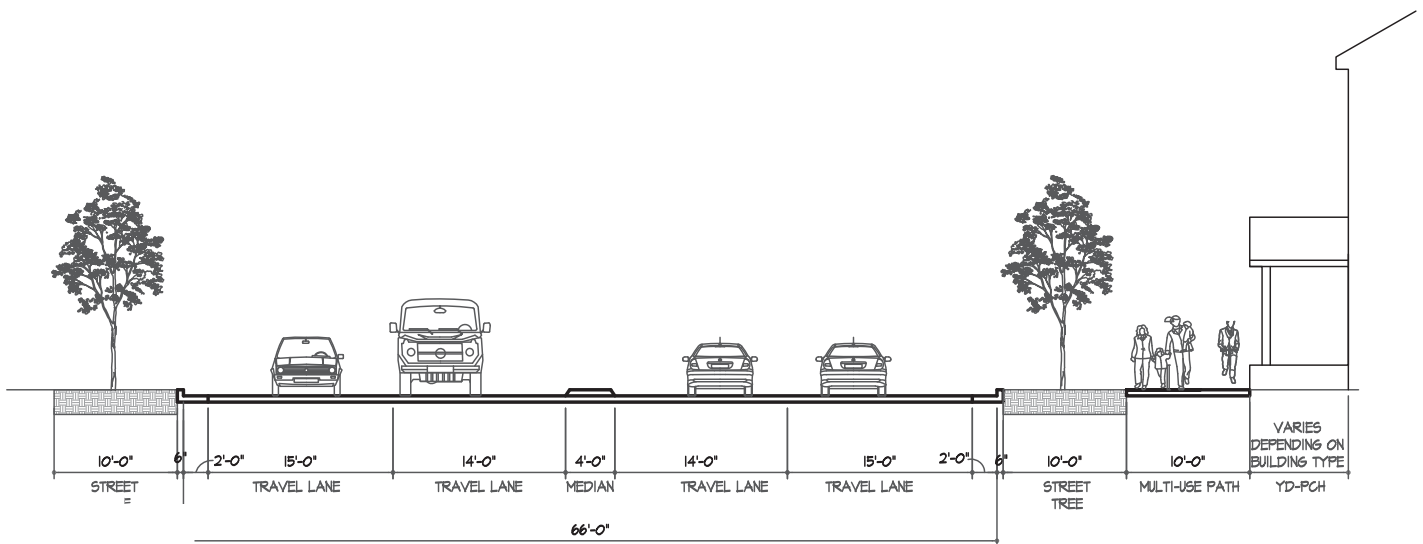 VARIES
DEPENDING ON
BUILDING TYPE
10'-0" 6" 2'-0" 15'-0" 14'-0" 4'-0" 14'-0" 15'-0" 2'-0" 6" 10'-0" 10'-0"
STREET TRAVEL LANE TRAVEL LANE MEDIAN TRAVEL LANE TRAVEL LANE STREET MULTI-USE PATH YD-PCH
TREE
66'-0"